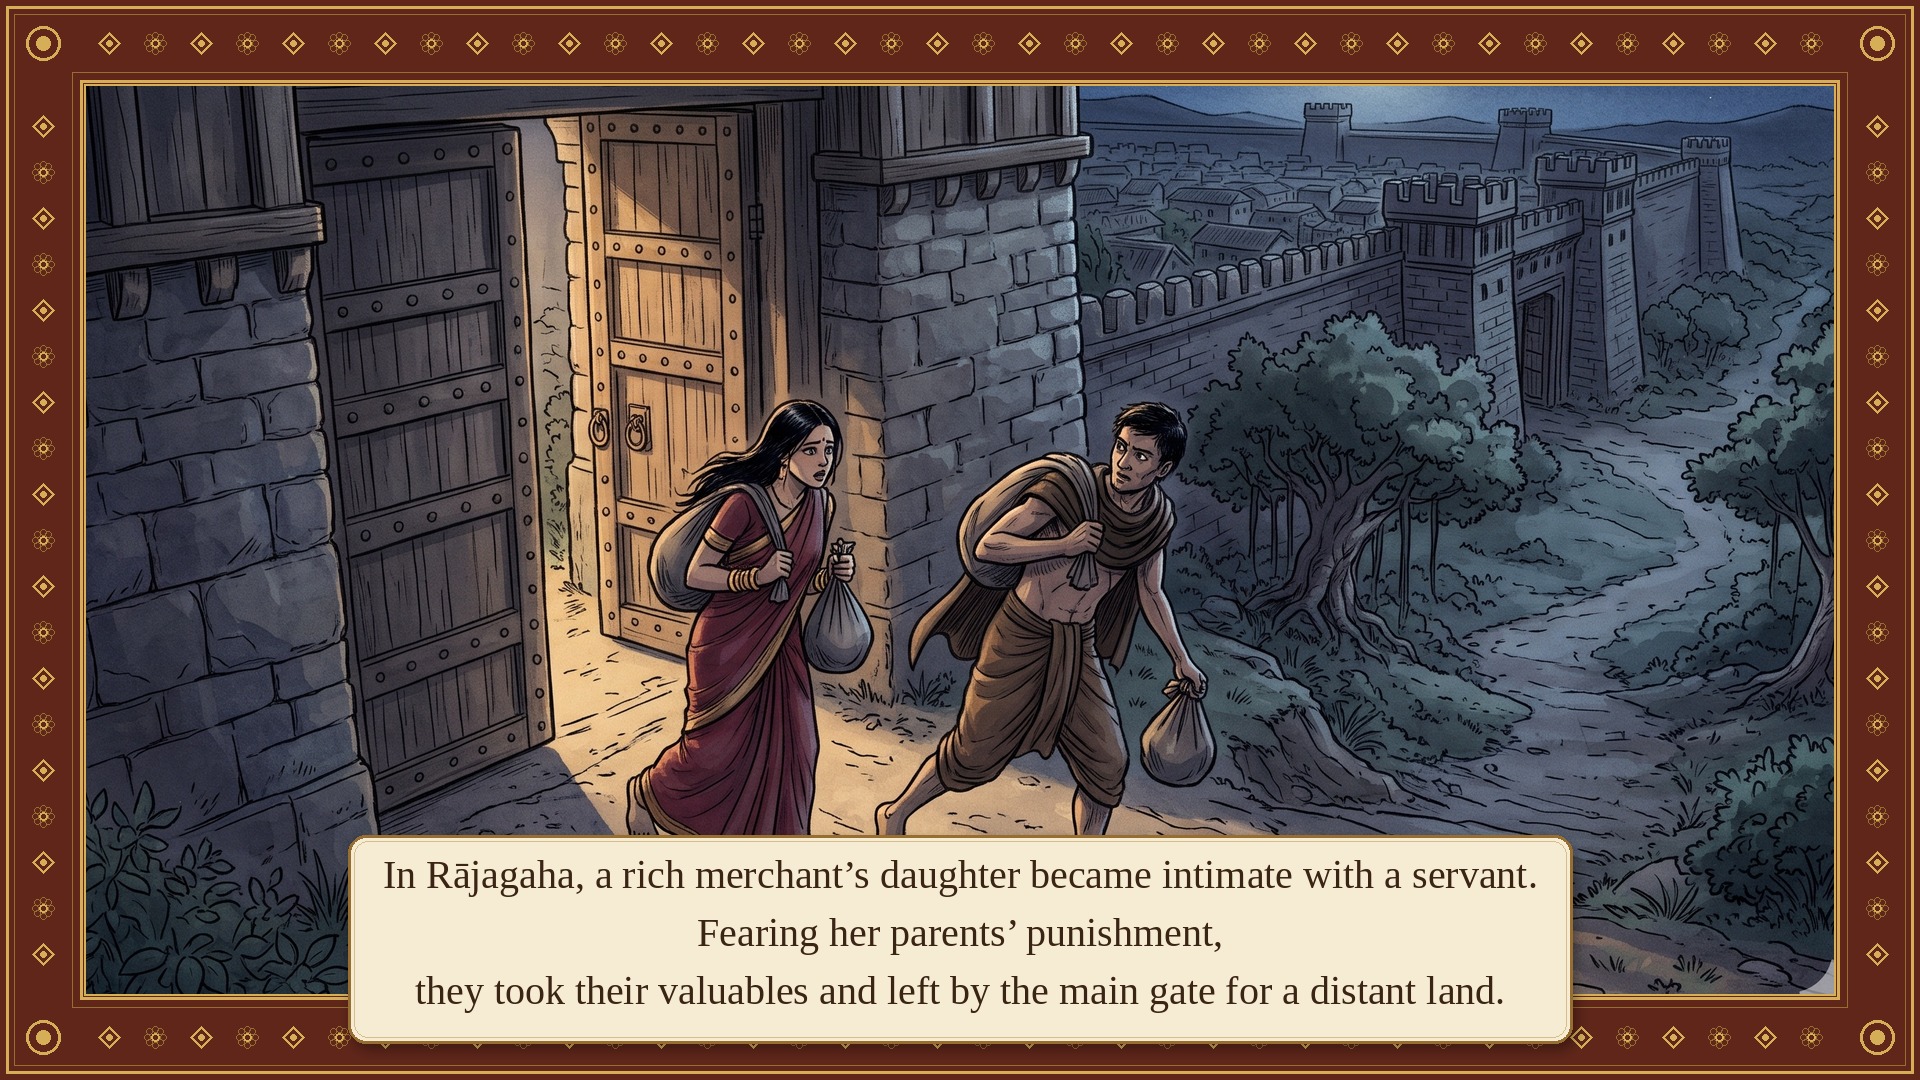 In Rājagaha, a rich merchant’s daughter became intimate with a servant.
Fearing her parents’ punishment,
they took their valuables and left by the main gate for a distant land.